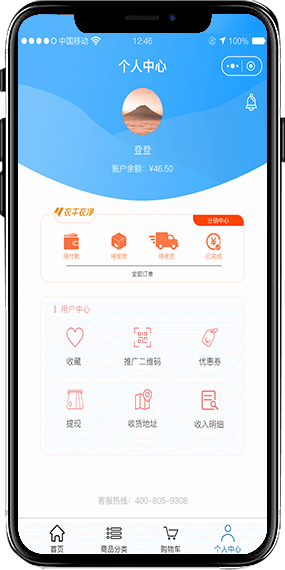 中国移动 12:46 100%
个人中心
登登
账户余额：¥46.50
衣干衣净 分销中心
待付款 待发货 待收货 已完成
全部订单
用户中心
收藏 推广二维码 优惠券
提现 收货地址 收入明细
客服热线：400-805-9308
首页 商品分类 购物车 个人中心